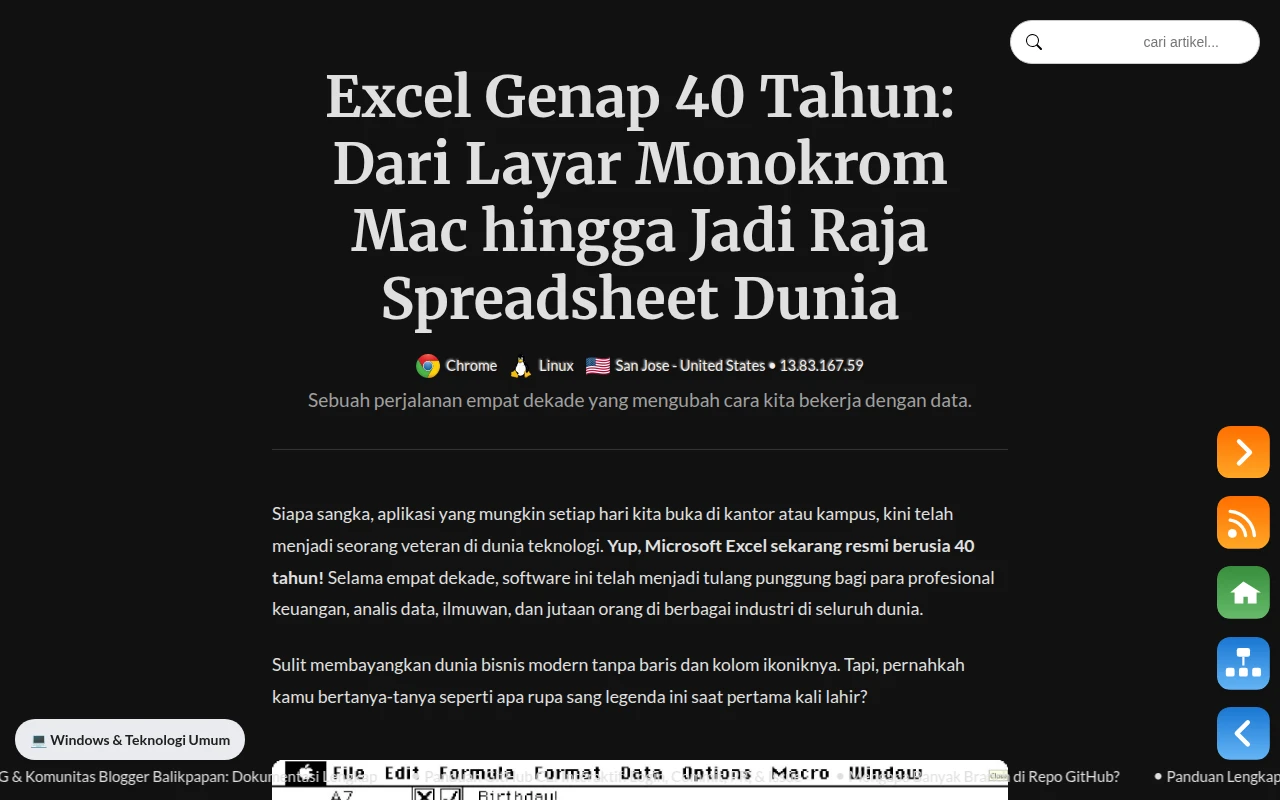 cari artikel...
Excel Genap 40 Tahun:
Dari Layar Monokrom
Mac hingga Jadi Raja
Spreadsheet Dunia
Chrome Linux San Jose - United States • 13.83.167.59
Sebuah perjalanan empat dekade yang mengubah cara kita bekerja dengan data.
Siapa sangka, aplikasi yang mungkin setiap hari kita buka di kantor atau kampus, kini telah
menjadi seorang veteran di dunia teknologi. Yup, Microsoft Excel sekarang resmi berusia 40
tahun! Selama empat dekade, software ini telah menjadi tulang punggung bagi para profesional
keuangan, analis data, ilmuwan, dan jutaan orang di berbagai industri di seluruh dunia.
Sulit membayangkan dunia bisnis modern tanpa baris dan kolom ikoniknya. Tapi, pernahkah
kamu bertanya-tanya seperti apa rupa sang legenda ini saat pertama kali lahir?
Windows & Teknologi Umum
File Edit Formula Format Data Options Macro Window
G & Komunitas Blogger Balikpapan: Dokumentasi Lengkap • Panduan GitHub • Banyak Branch di Repo GitHub? • Panduan Lengkap
A7 Birthday!